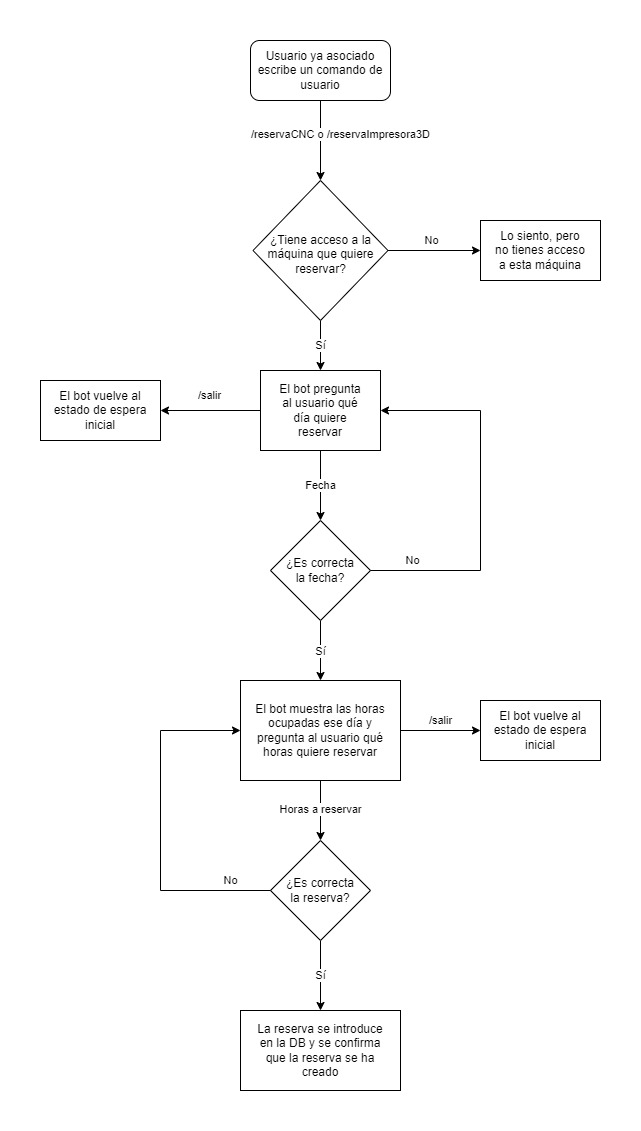 Usuario ya asociado
escribe un comando de
usuario
/reservaCNC o /reservaImpresora3D
¿Tiene acceso a la
máquina que quiere
reservar?
No
Lo siento, pero
no tienes acceso
a esta máquina
Sí
El bot pregunta
al usuario qué
día quiere
reservar
/salir
El bot vuelve al
estado de espera
inicial
Fecha
¿Es correcta
la fecha?
No
Sí
El bot muestra las horas
ocupadas ese día y
pregunta al usuario qué
horas quiere reservar
/salir
El bot vuelve al
estado de espera
inicial
Horas a reservar
¿Es correcta
la reserva?
No
Sí
La reserva se introduce
en la DB y se confirma
que la reserva se ha
creado